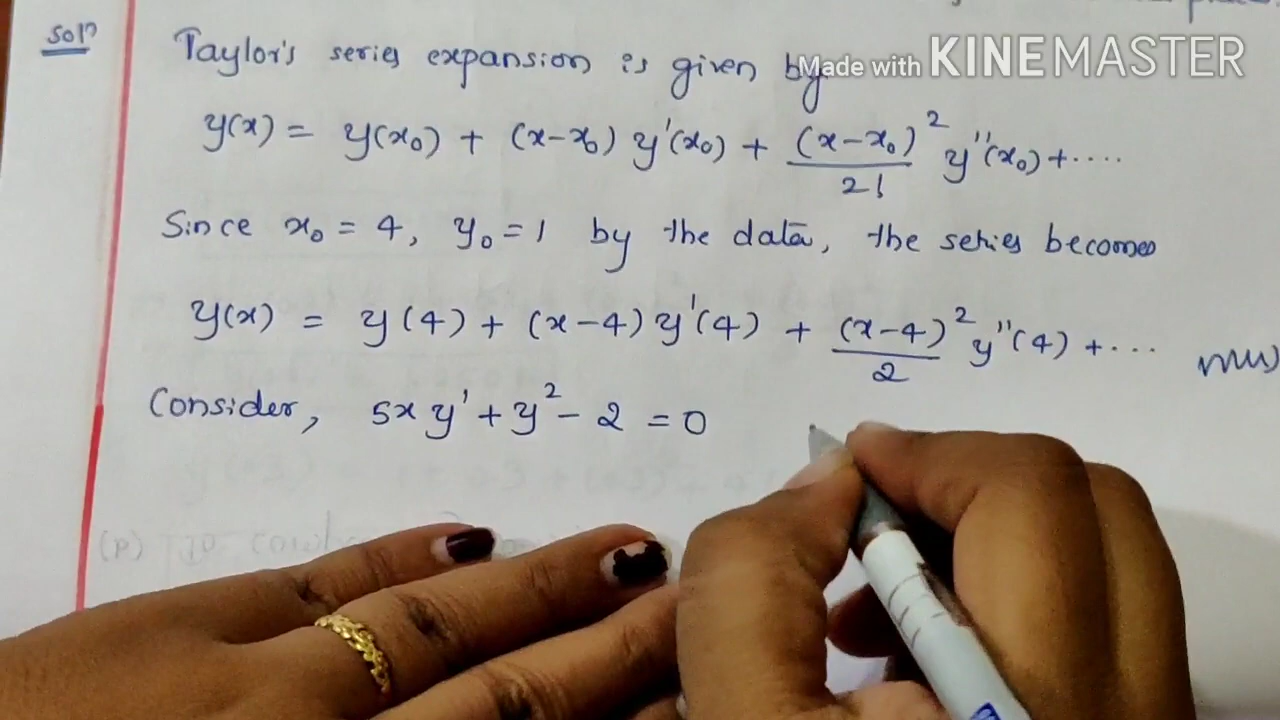 Soln
Taylor's series expansion is given by
Made with KINEMASTER
y(x) = y(x₀) + (x-x₀) y'(x₀) + (x-x₀)²/2! y''(x₀) + ....
Since x₀ = 4, y₀ = 1 by the data, the series becomes
y(x) = y(4) + (x-4) y'(4) + (x-4)²/2 y''(4) + ...
Consider, 5x y' + y² - 2 = 0
(P)